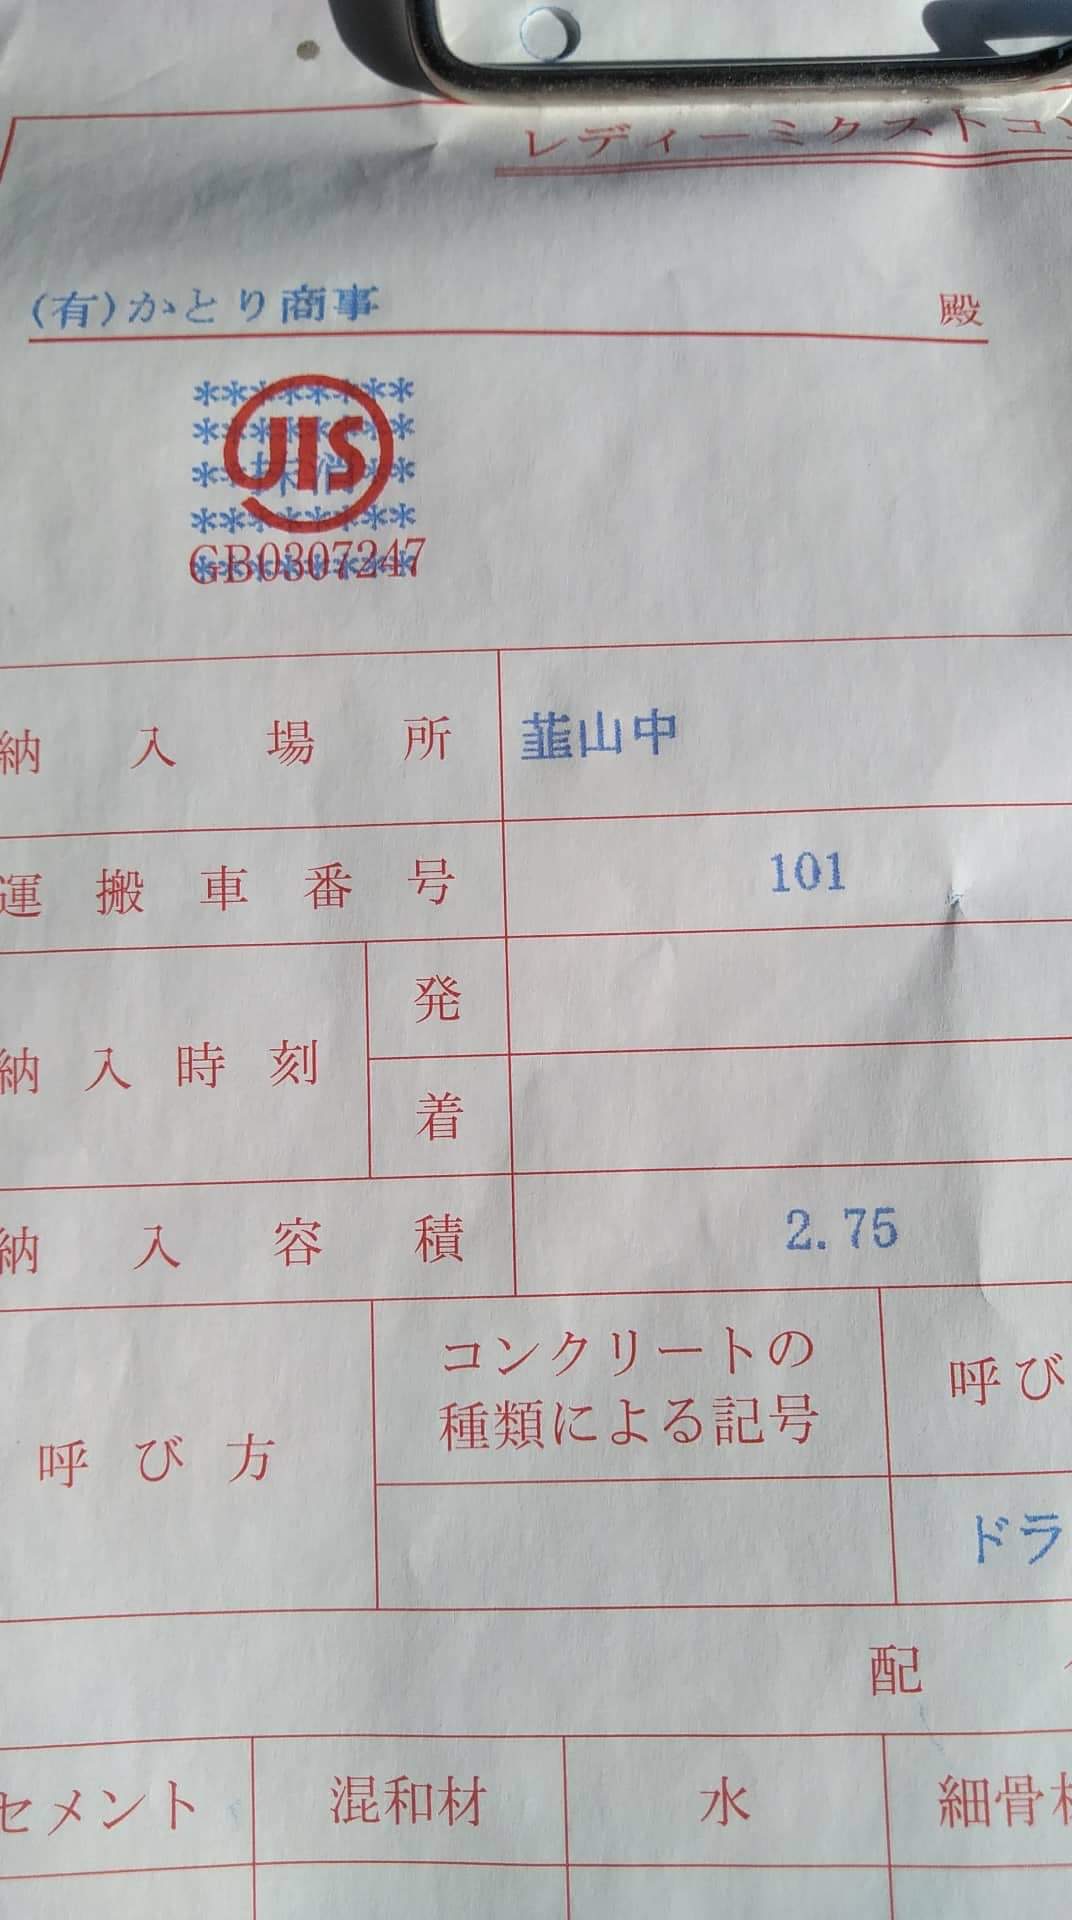 レディーミクストコン
(有)かとり商事 殿
*********
*********
JIS
抹消
*********
GB0307247
納入場所 韮山中
運搬車番号 101
納入時刻 発
着
納入容積 2.75
呼び方 コンクリートの種類による記号 呼び
ドラ
配
セメント 混和材 水 細骨材